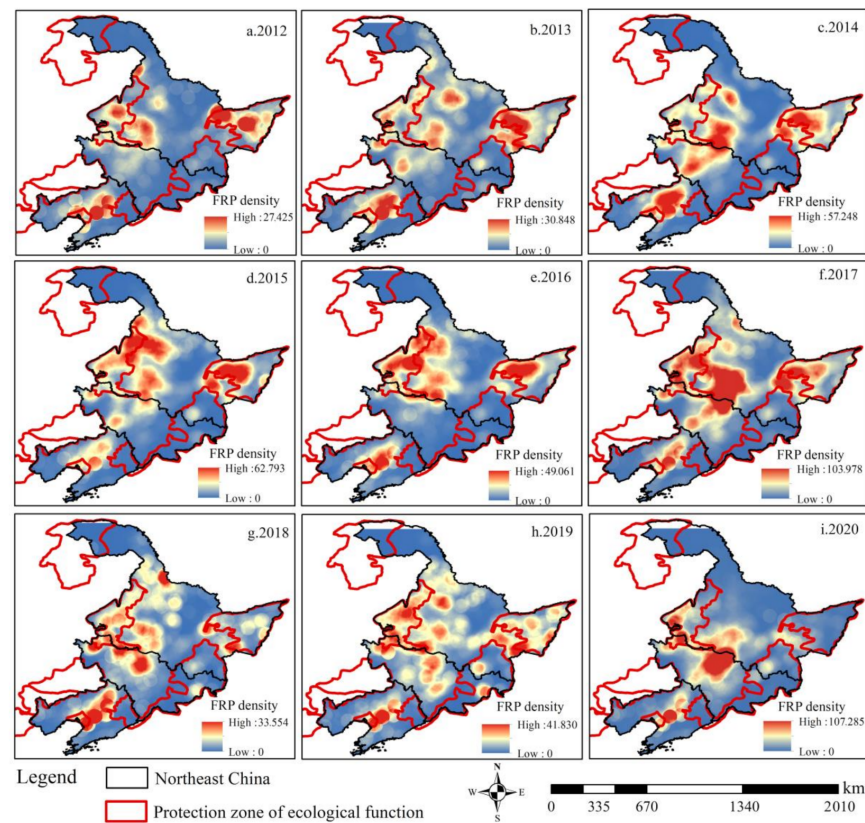 a.2012
FRP density
High :27.425
Low : 0
b.2013
FRP density
High :30.848
Low : 0
c.2014
FRP density
High :57.248
Low : 0
d.2015
FRP density
High :62.793
Low : 0
e.2016
FRP density
High :49.061
Low : 0
f.2017
FRP density
High :103.978
Low : 0
g.2018
FRP density
High :33.554
Low : 0
h.2019
FRP density
High :41.830
Low : 0
i.2020
FRP density
High :107.285
Low : 0
Legend
Northeast China
Protection zone of ecological function
N
W E
S
km
0 335 670 1340 2010